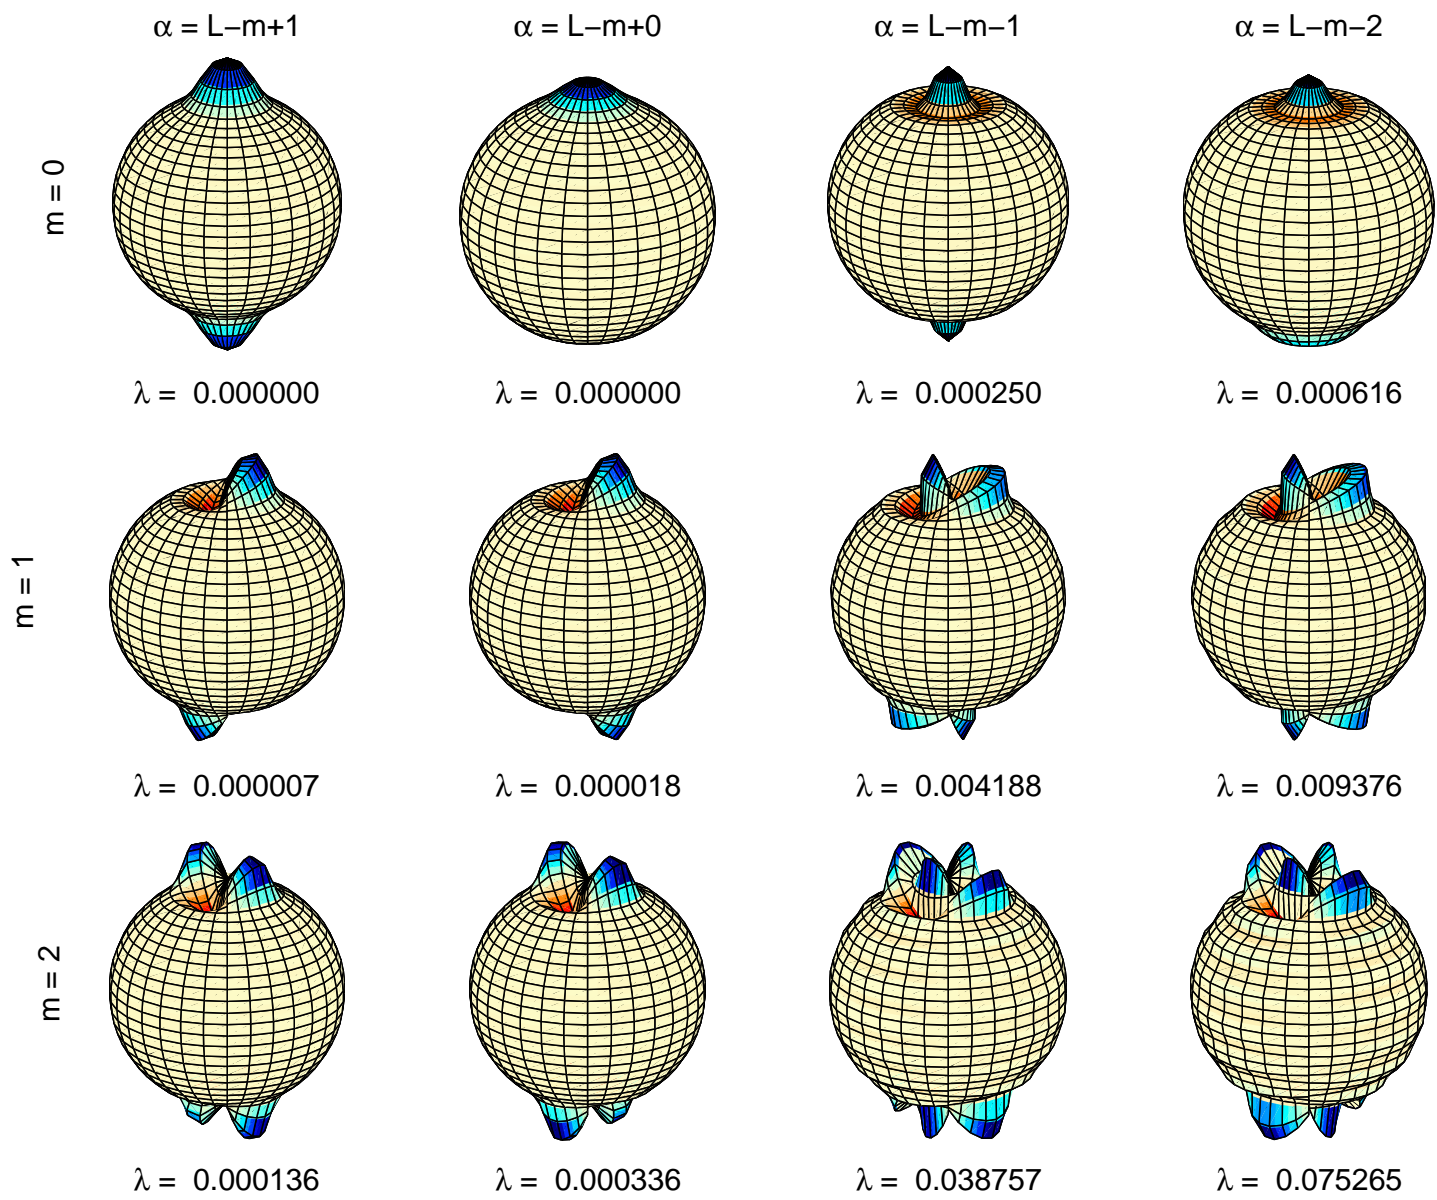 α = L−m+1 α = L−m+0 α = L−m−1 α = L−m−2
m = 0
λ = 0.000000 λ = 0.000000 λ = 0.000250 λ = 0.000616
m = 1
λ = 0.000007 λ = 0.000018 λ = 0.004188 λ = 0.009376
m = 2
λ = 0.000136 λ = 0.000336 λ = 0.038757 λ = 0.075265